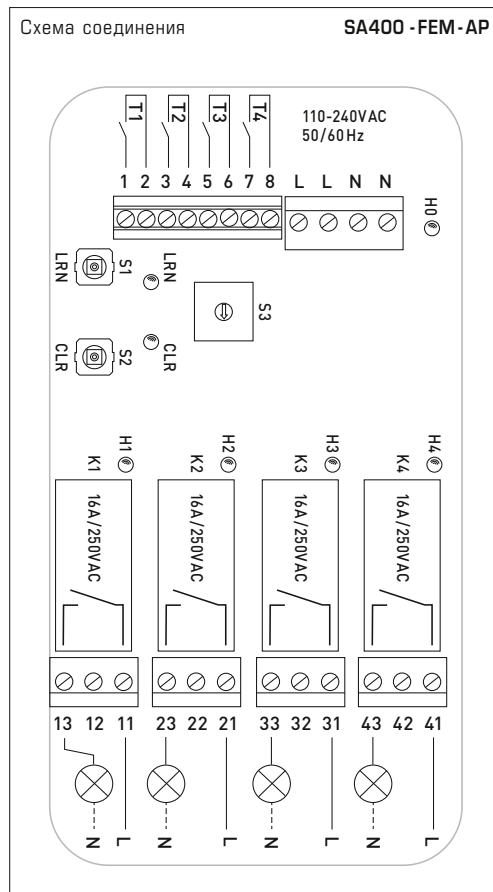 Схема соединения SA400 -FEM-AP
T1 T2 T3 T4
110-240VAC
50/60Hz
1 2 3 4 5 6 7 8 L L N N
H0
LRN S1 LRN
S3
CLR S2 CLR
K1 H1 K2 H2 K3 H3 K4 H4
16A/250VAC 16A/250VAC 16A/250VAC 16A/250VAC
13 12 11 23 22 21 33 32 31 43 42 41
N L N L N L N L